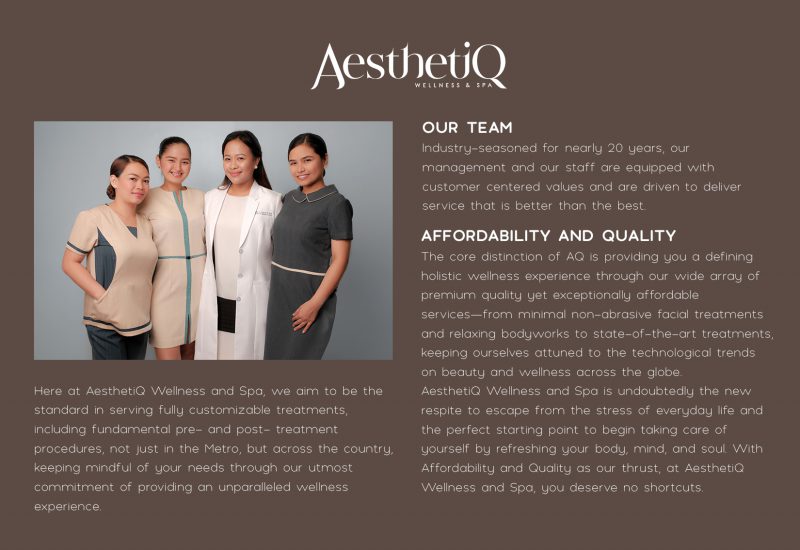 AesthetiQ
WELLNESS & SPA
OUR TEAM
Industry-seasoned for nearly 20 years, our
management and our staff are equipped with
customer centered values and are driven to deliver
service that is better than the best.
AFFORDABILITY AND QUALITY
The core distinction of AQ is providing you a defining
holistic wellness experience through our wide array of
premium quality yet exceptionally affordable
services—from minimal non-abrasive facial treatments
and relaxing bodyworks to state-of-the-art treatments,
keeping ourselves attuned to the technological trends
on beauty and wellness across the globe.
AesthetiQ Wellness and Spa is undoubtedly the new
respite to escape from the stress of everyday life and
the perfect starting point to begin taking care of
yourself by refreshing your body, mind, and soul. With
Affordability and Quality as our thrust, at AesthetiQ
Wellness and Spa, you deserve no shortcuts.
Here at AesthetiQ Wellness and Spa, we aim to be the
standard in serving fully customizable treatments,
including fundamental pre- and post- treatment
procedures, not just in the Metro, but across the country,
keeping mindful of your needs through our utmost
commitment of providing an unparalleled wellness
experience.